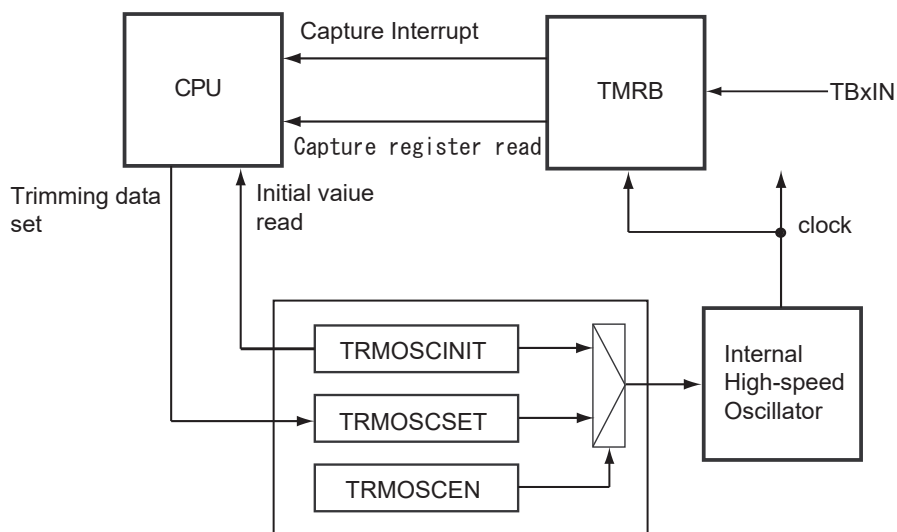 Capture Interrupt
CPU
TMRB
TBxIN
Capture register read
Trimming data
set
Initial vaiue
read
clock
TRMOSCINIT
TRMOSCSET
TRMOSCEN
Internal
High-speed
Oscillator